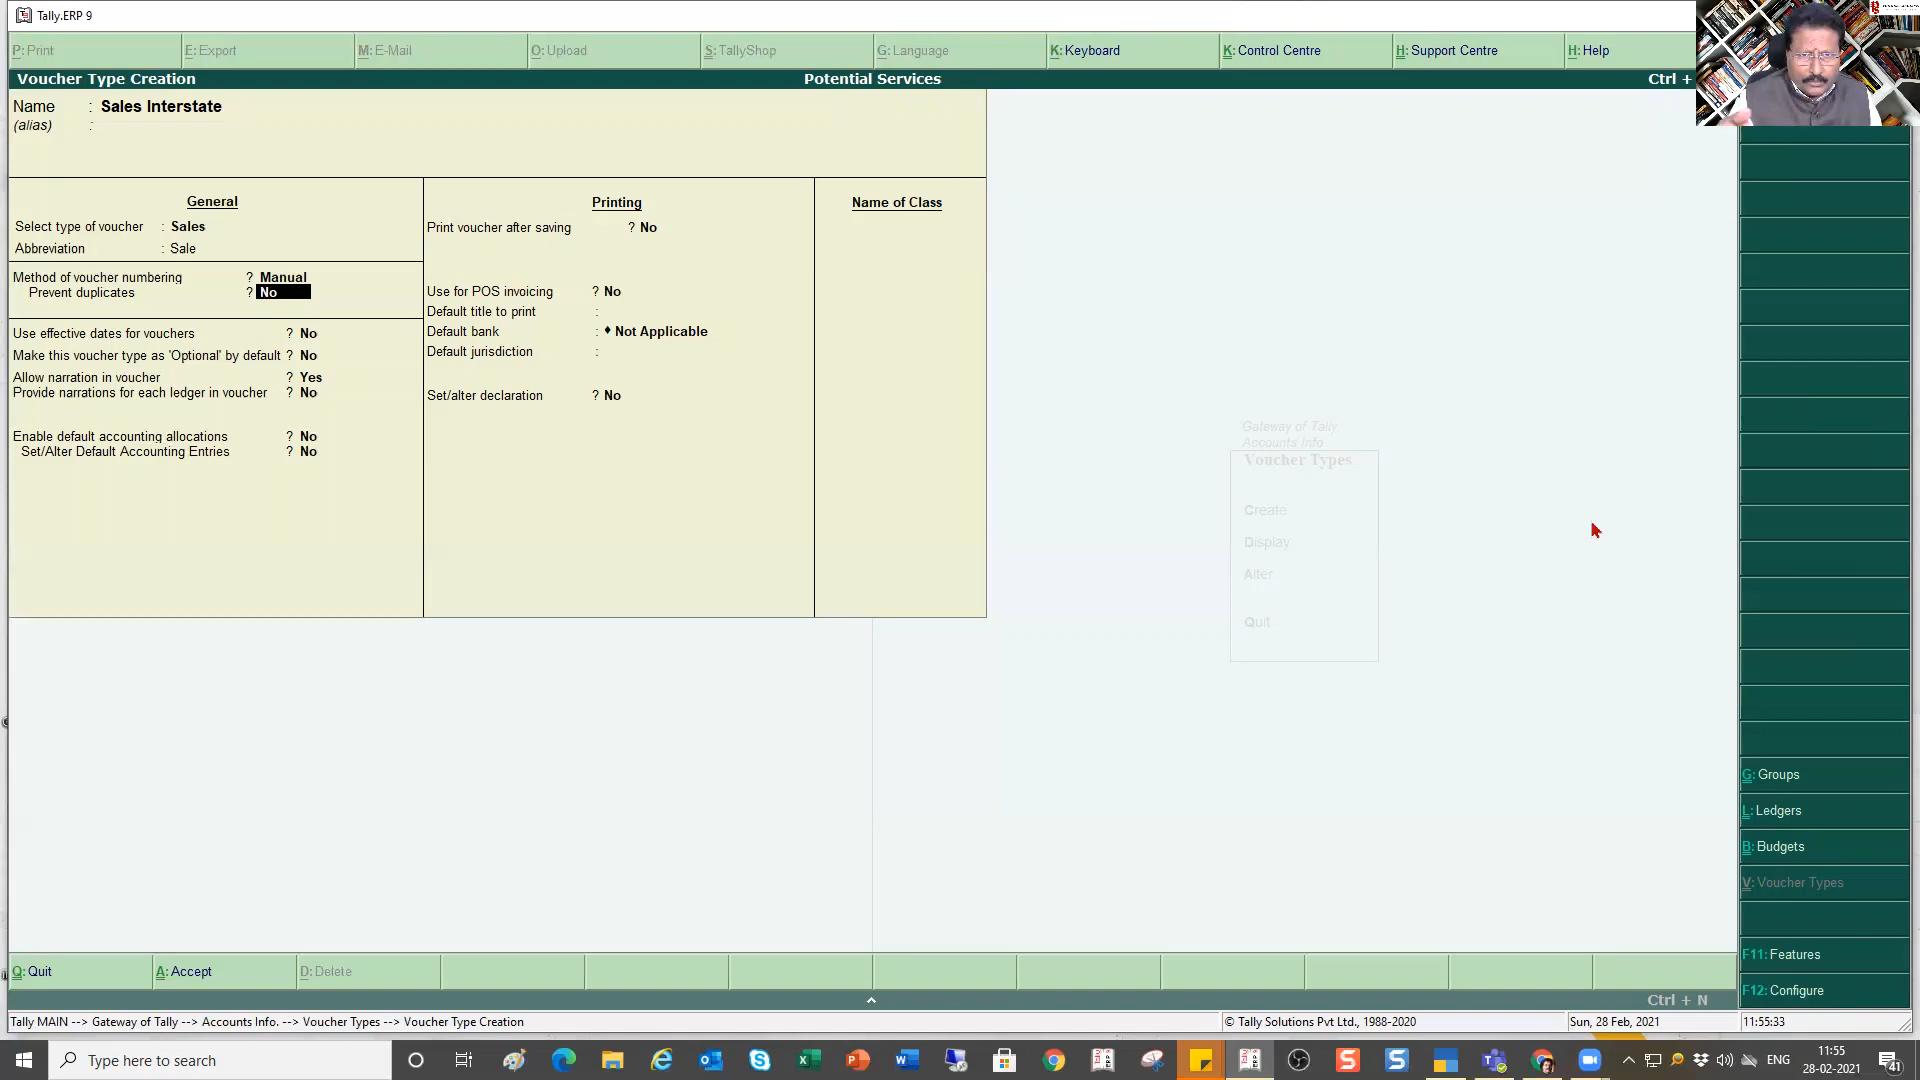 Tally.ERP 9
P: Print E: Export M: E-Mail O: Upload S: TallyShop G: Language K: Keyboard K: Control Centre H: Support Centre H: Help
Voucher Type Creation Potential Services Ctrl +
Name : Sales Interstate
(alias) :
General
Select type of voucher : Sales
Abbreviation : Sale
Method of voucher numbering ? Manual
Prevent duplicates ? No
Use effective dates for vouchers ? No
Make this voucher type as 'Optional' by default ? No
Allow narration in voucher ? Yes
Provide narrations for each ledger in voucher ? No
Enable default accounting allocations ? No
Set/Alter Default Accounting Entries ? No
Printing
Print voucher after saving ? No
Use for POS invoicing ? No
Default title to print :
Default bank : ♦ Not Applicable
Default jurisdiction :
Set/alter declaration ? No
Name of Class
Gateway of Tally
Accounts Info
Voucher Types
Create
Display
Alter
Quit
G: Groups
L: Ledgers
B: Budgets
V: Voucher Types
F11: Features
F12: Configure
Q: Quit A: Accept D: Delete
Ctrl + N
Tally MAIN --> Gateway of Tally --> Accounts Info. --> Voucher Types --> Voucher Type Creation © Tally Solutions Pvt Ltd., 1988-2020 Sun, 28 Feb, 2021 11:55:33
Type here to search
ENG
11:55
28-02-2021
41